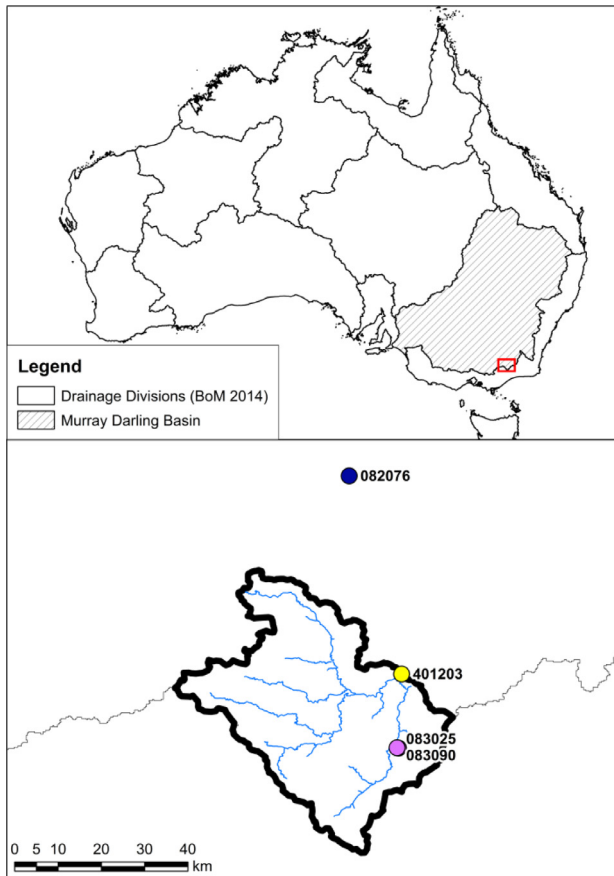 Legend
Drainage Divisions (BoM 2014)
Murray Darling Basin
082076
401203
083025
083090
0 5 10 20 30 40
km